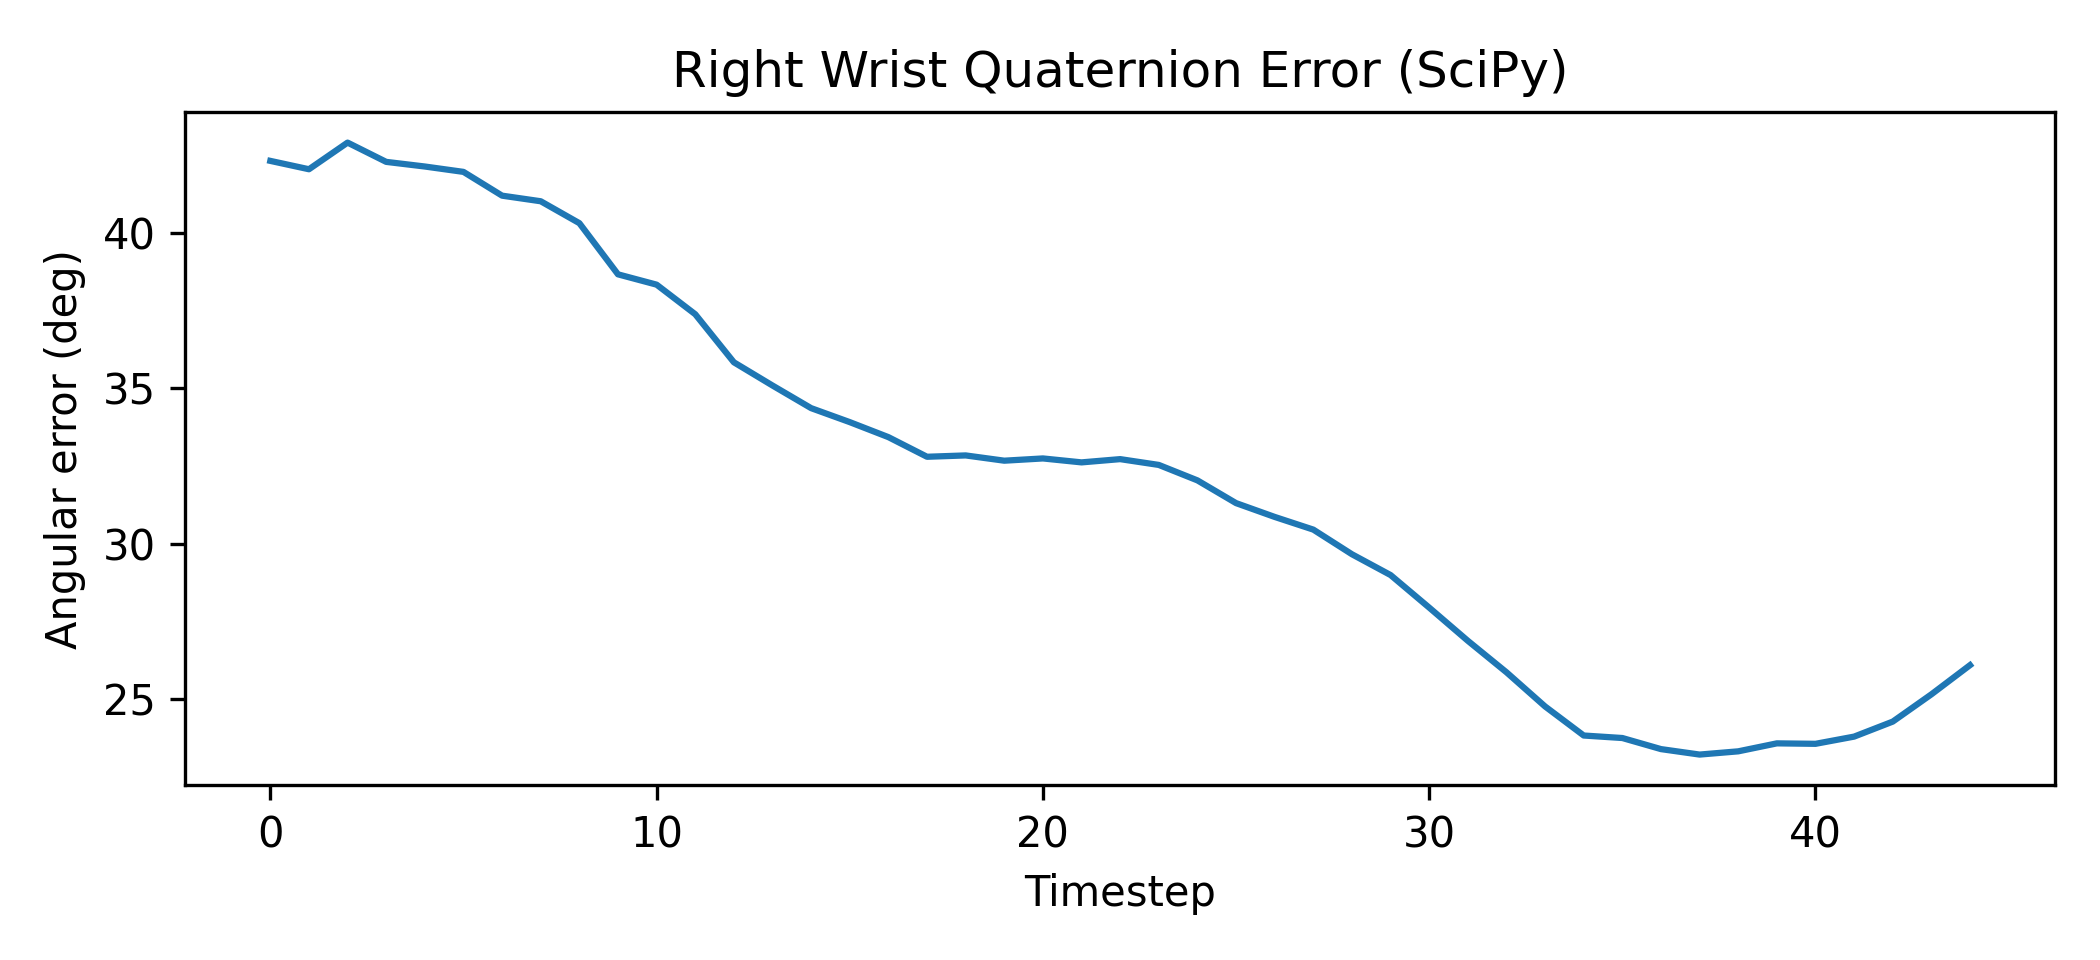 Right Wrist Quaternion Error (SciPy)
Angular error (deg)
40
35
30
25
0 10 20 30 40
Timestep